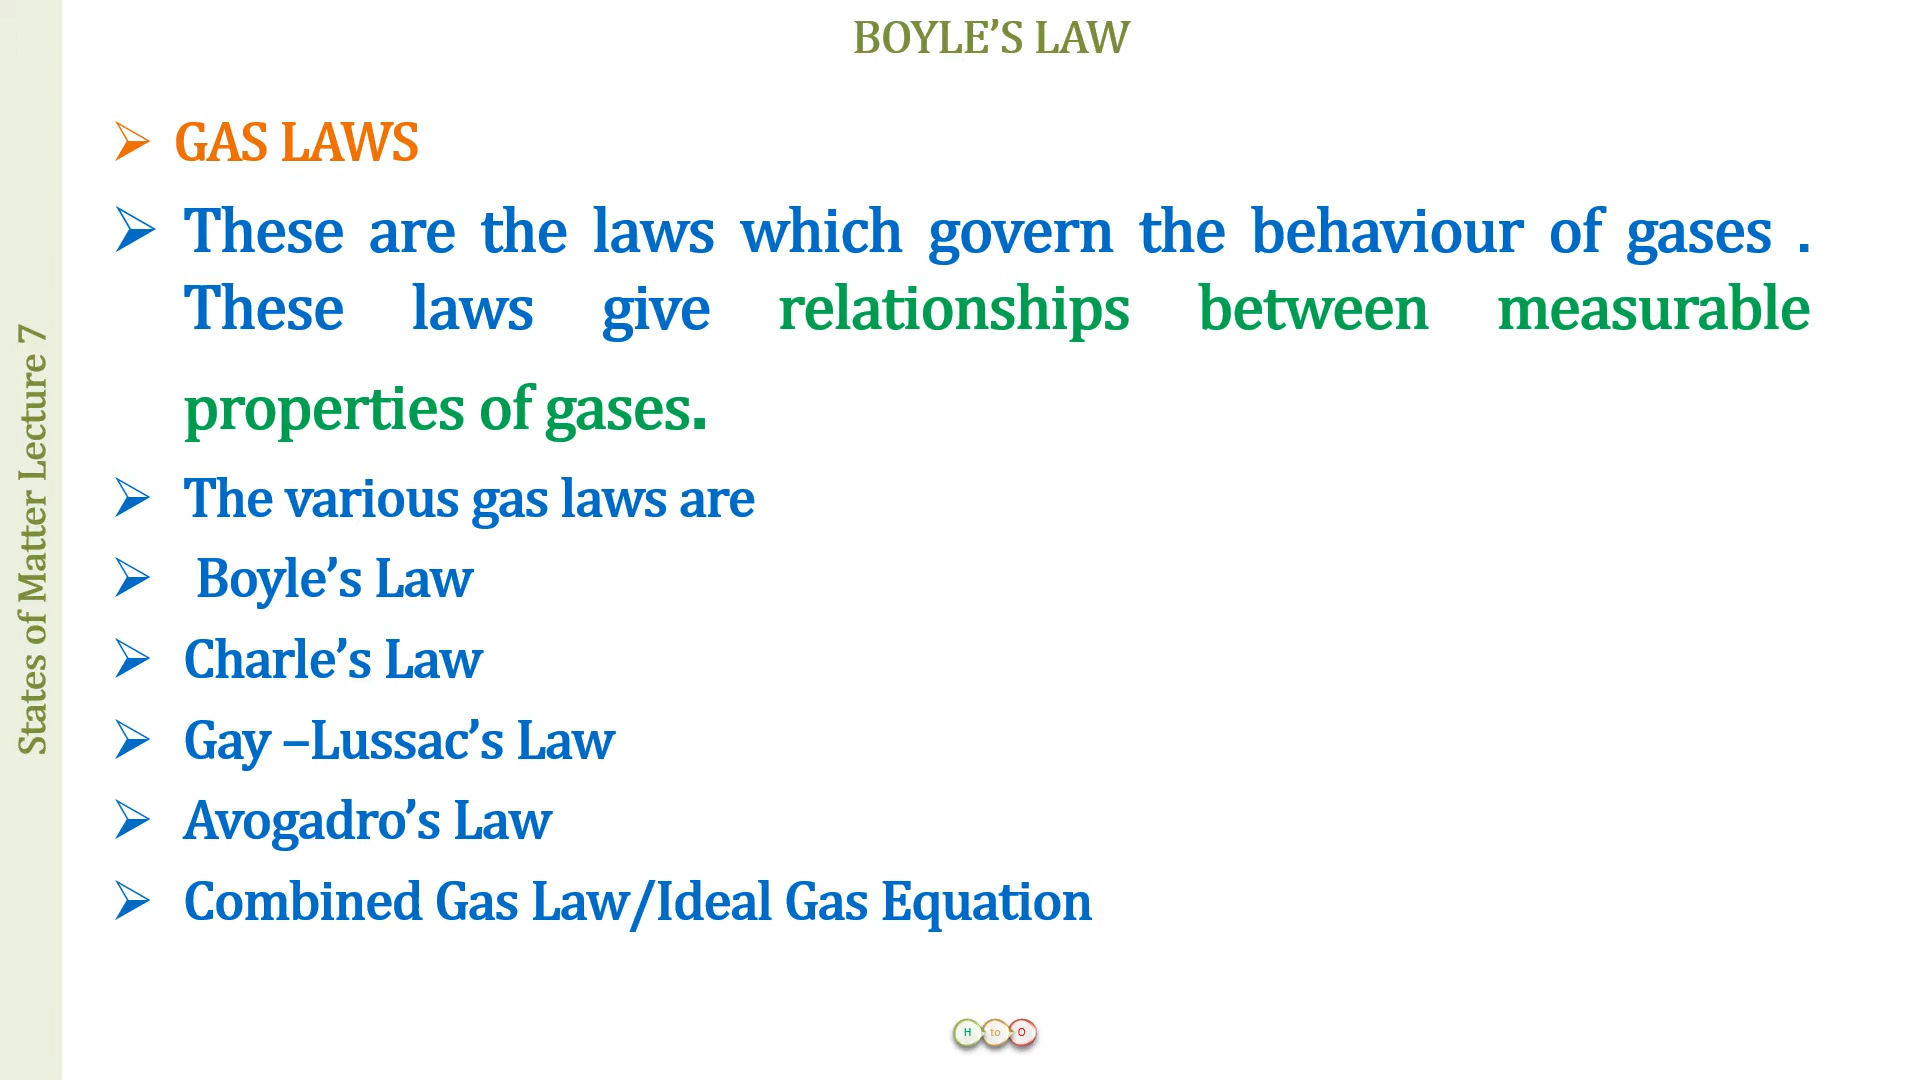 BOYLE’S LAW
GAS LAWS
These are the laws which govern the behaviour of gases .
These laws give relationships between measurable
properties of gases.
The various gas laws are
Boyle’s Law
Charle’s Law
Gay –Lussac’s Law
Avogadro’s Law
Combined Gas Law/Ideal Gas Equation
States of Matter Lecture 7
H to O